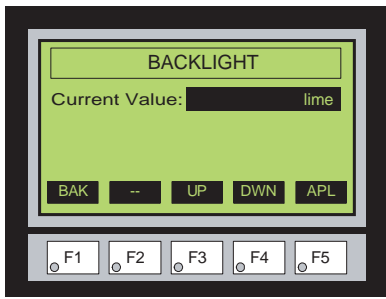 BACKLIGHT
Current Value: lime
BAK -- UP DWN APL
F1 F2 F3 F4 F5